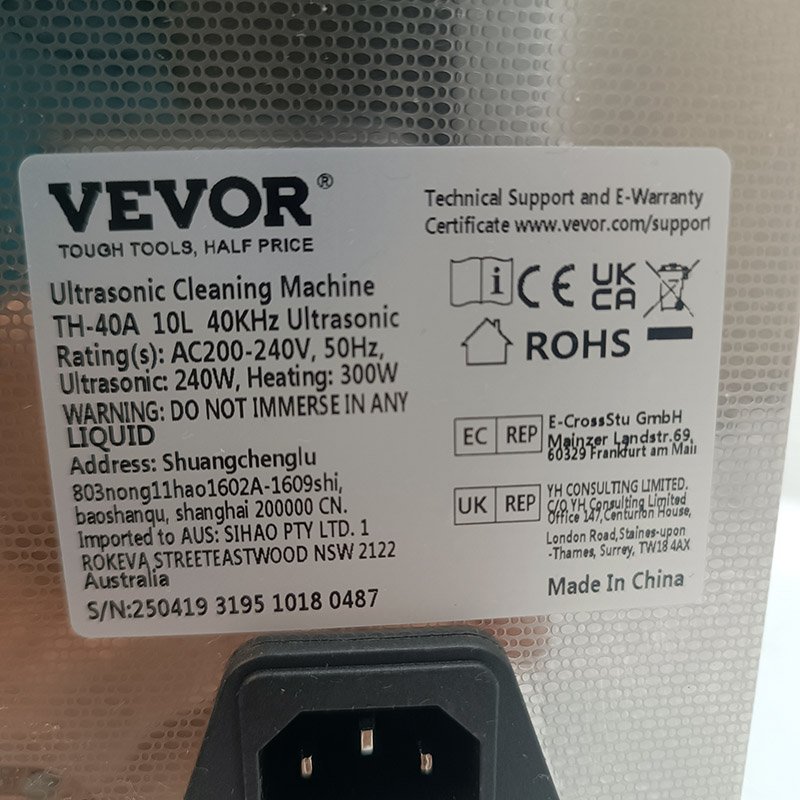 VEVOR®
TOUGH TOOLS, HALF PRICE
Ultrasonic Cleaning Machine
TH-40A 10L 40KHz Ultrasonic
Rating(s): AC200-240V, 50Hz,
Ultrasonic: 240W, Heating: 300W
WARNING: DO NOT IMMERSE IN ANY
LIQUID
Address: Shuangchenglu
803nong11hao1602A-1609shi,
baoshanqu, shanghai 200000 CN.
Imported to AUS: SIHAO PTY LTD. 1
ROKEVA STREETEASTWOOD NSW 2122
Australia
S/N:250419 3195 1018 0487
Technical Support and E-Warranty
Certificate www.vevor.com/support
i CE UK
CA
ROHS
EC REP
E-CrossStu GmbH
Mainzer Landstr.69,
60329 Frankfurt am Mai
UK REP
YH CONSULTING LIMITED.
C/O YH Consulting Limited
Office 147, Centurion House,
London Road, Staines-upon
-Thames, Surrey, TW18 4AX
Made In China